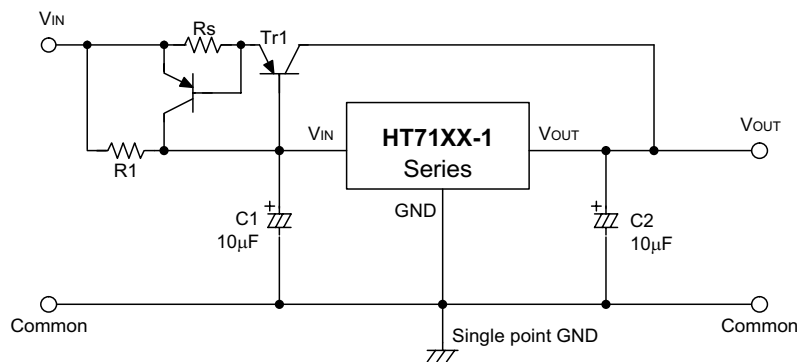 VIN
Rs
Tr1
VIN
HT71XX-1
Series
VOUT
VOUT
R1
GND
C1
10μF
C2
10μF
Common
Single point GND
Common